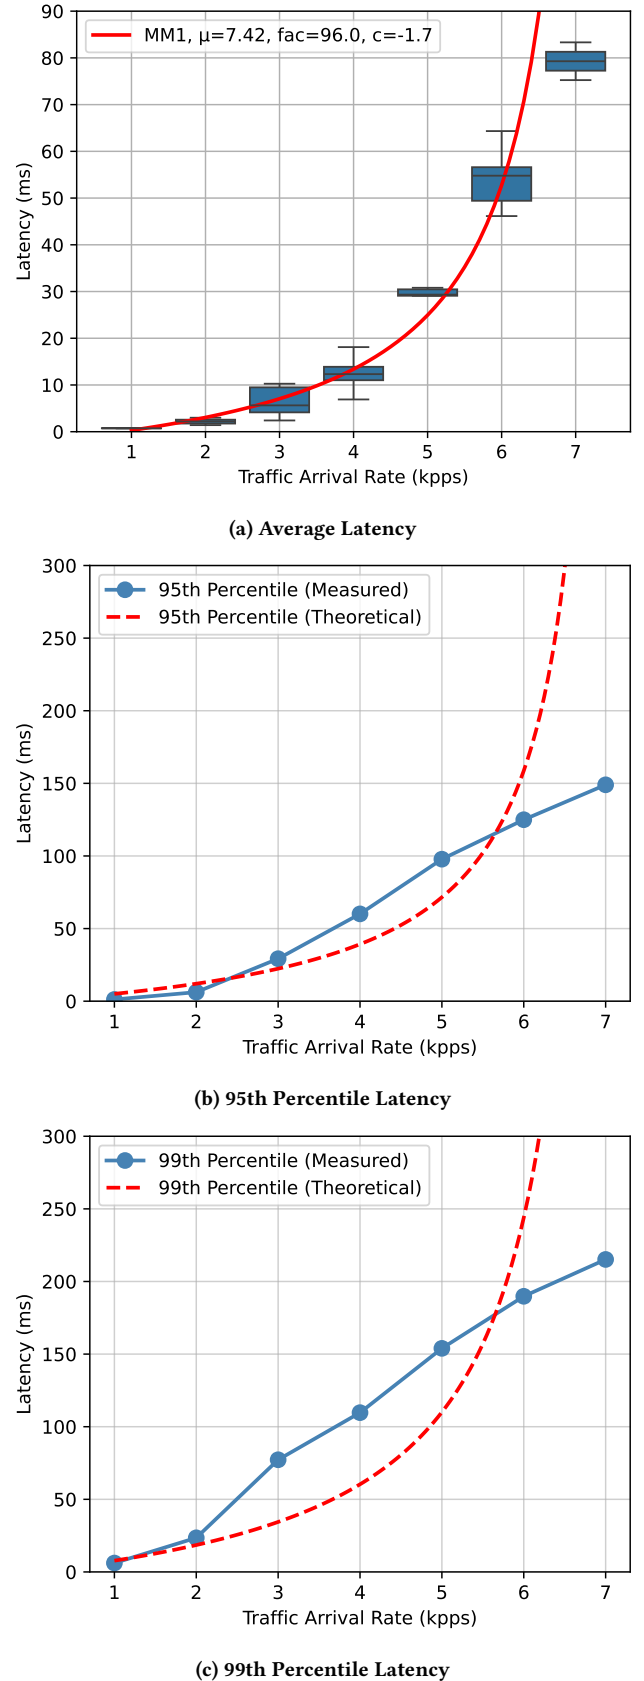 90
80
70
60
50
40
30
20
10
0
Latency (ms)
MM1, μ=7.42, fac=96.0, c=-1.7
1 2 3 4 5 6 7
Traffic Arrival Rate (kpps)
(a) Average Latency
300
250
200
150
100
50
0
Latency (ms)
95th Percentile (Measured)
95th Percentile (Theoretical)
1 2 3 4 5 6 7
Traffic Arrival Rate (kpps)
(b) 95th Percentile Latency
300
250
200
150
100
50
0
Latency (ms)
99th Percentile (Measured)
99th Percentile (Theoretical)
1 2 3 4 5 6 7
Traffic Arrival Rate (kpps)
(c) 99th Percentile Latency